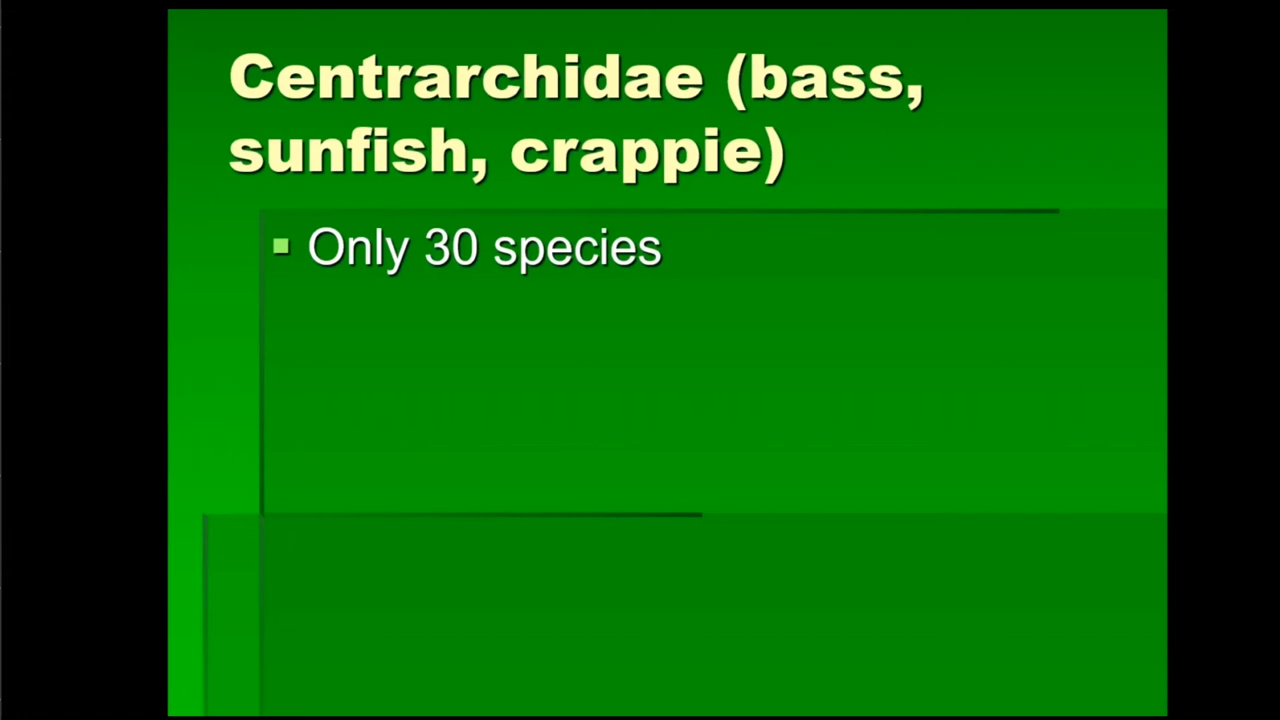 Centrarchidae (bass,
sunfish, crappie)
Only 30 species